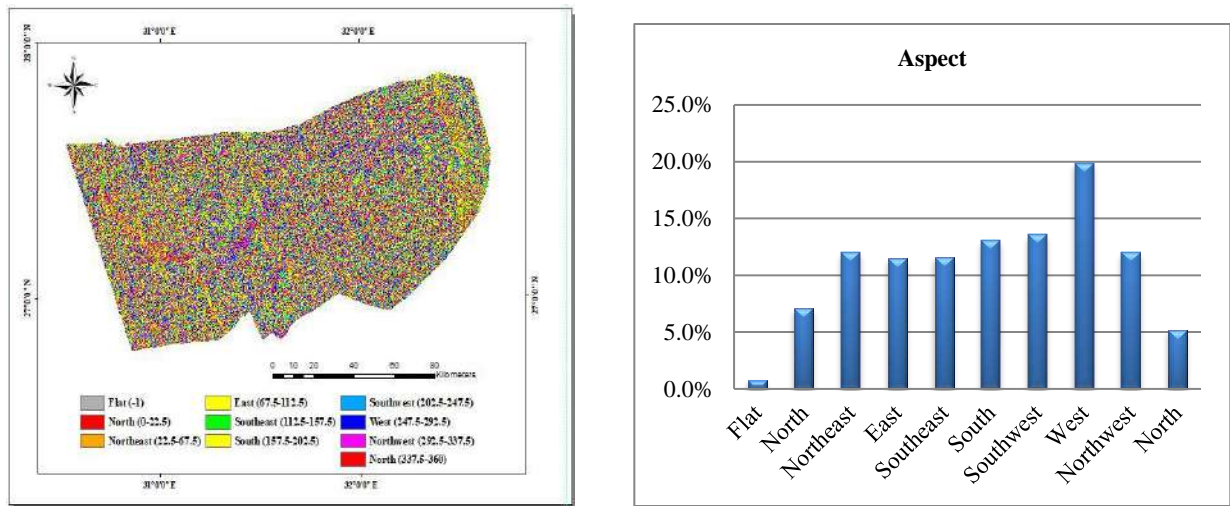 31°0'0" E 32°0'0" E
28°0'0" N
27°0'0" N 27°0'0" N
0 10 20 40 60 80
Kilometers
Flat (-1)
North (0-22.5)
Northeast (22.5-67.5)
East (67.5-112.5)
Southeast (112.5-157.5)
South (157.5-202.5)
Southwest (202.5-247.5)
West (247.5-292.5)
Northwest (292.5-337.5)
North (337.5-360)
31°0'0" E 32°0'0" E
Aspect
25.0%
20.0%
15.0%
10.0%
5.0%
0.0%
Flat
North
Northeast
East
Southeast
South
Southwest
West
Northwest
North